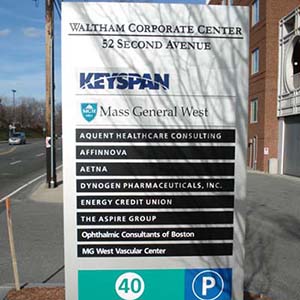 WALTHAM CORPORATE CENTER
52 SECOND AVENUE
KEYSPAN
Mass General West
AQUENT HEALTHCARE CONSULTING
AFFINNOVA
AETNA
DYNOGEN PHARMACEUTICALS, INC.
ENERGY CREDIT UNION
THE ASPIRE GROUP
Ophthalmic Consultants of Boston
MG West Vascular Center
40 P